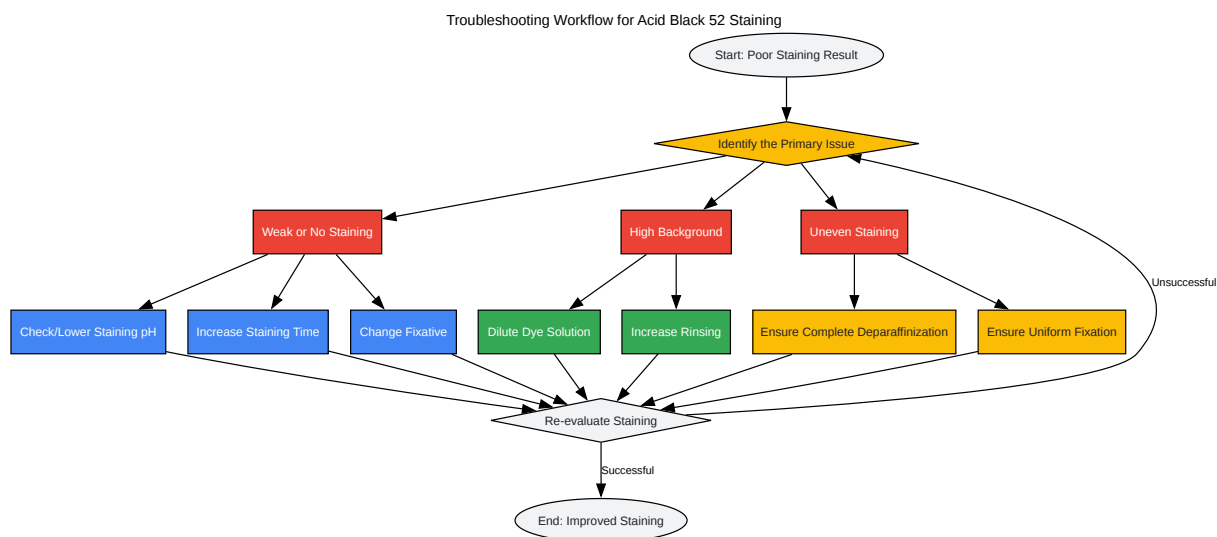 Troubleshooting Workflow for Acid Black 52 Staining
Start: Poor Staining Result
Identify the Primary Issue
Weak or No Staining
High Background
Uneven Staining
Unsuccessful
Check/Lower Staining pH
Increase Staining Time
Change Fixative
Dilute Dye Solution
Increase Rinsing
Ensure Complete Deparaffinization
Ensure Uniform Fixation
Re-evaluate Staining
Successful
End: Improved Staining